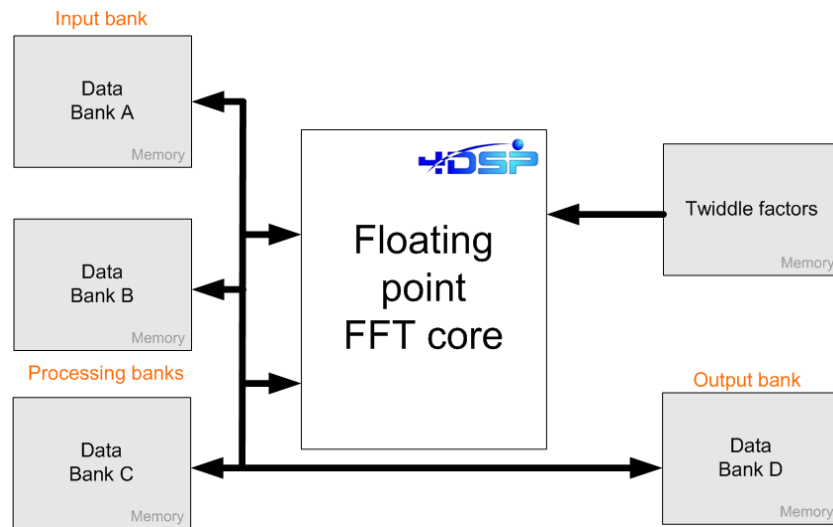 Input bank
Data
Bank A
Memory
4DSP
Floating
point
FFT core
Twiddle factors
Memory
Data
Bank B
Memory
Processing banks
Data
Bank C
Memory
Output bank
Data
Bank D
Memory